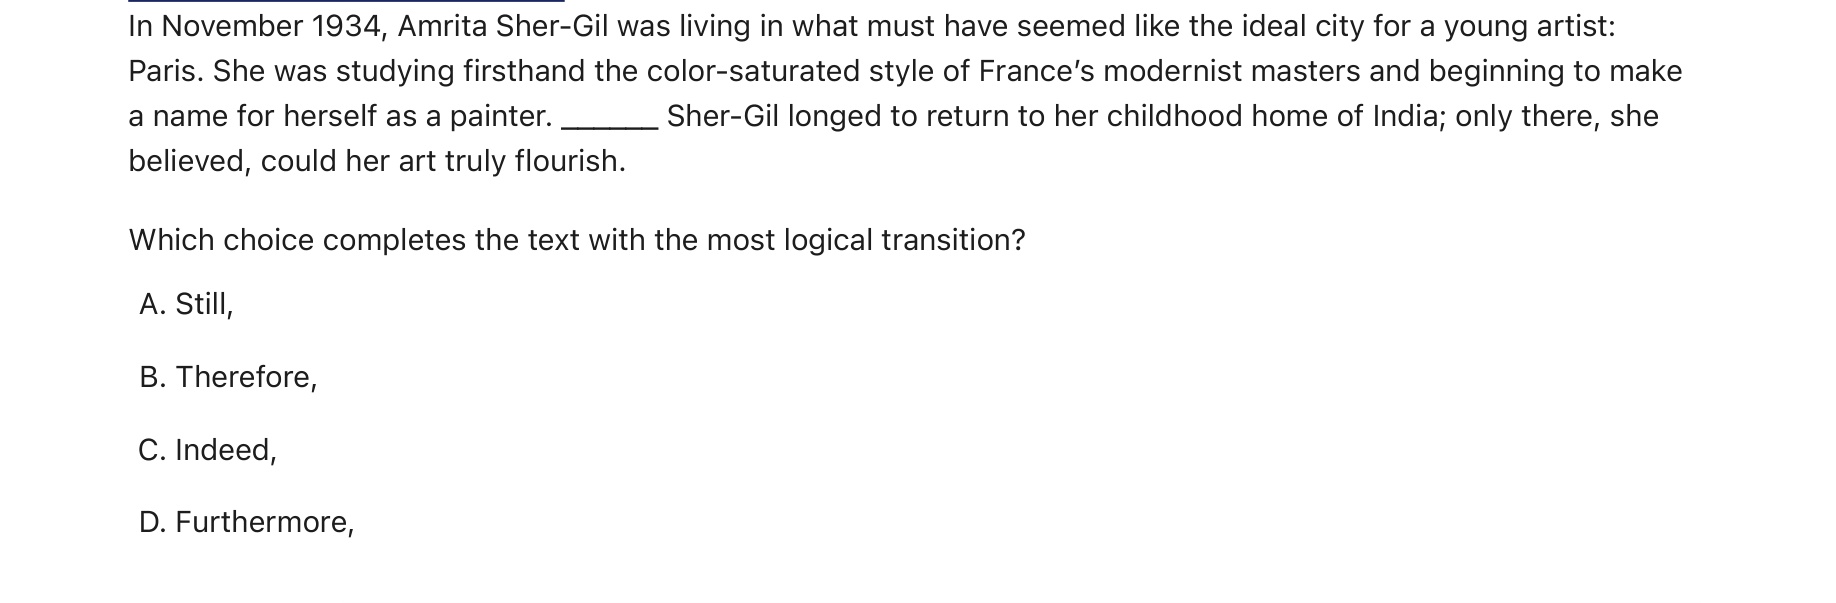 In November 1934, Amrita Sher-Gil was living in what must have seemed like the ideal city for a young artist:
Paris. She was studying firsthand the color-saturated style of France’s modernist masters and beginning to make
a name for herself as a painter. ______ Sher-Gil longed to return to her childhood home of India; only there, she
believed, could her art truly flourish.
Which choice completes the text with the most logical transition?
A. Still,
B. Therefore,
C. Indeed,
D. Furthermore,